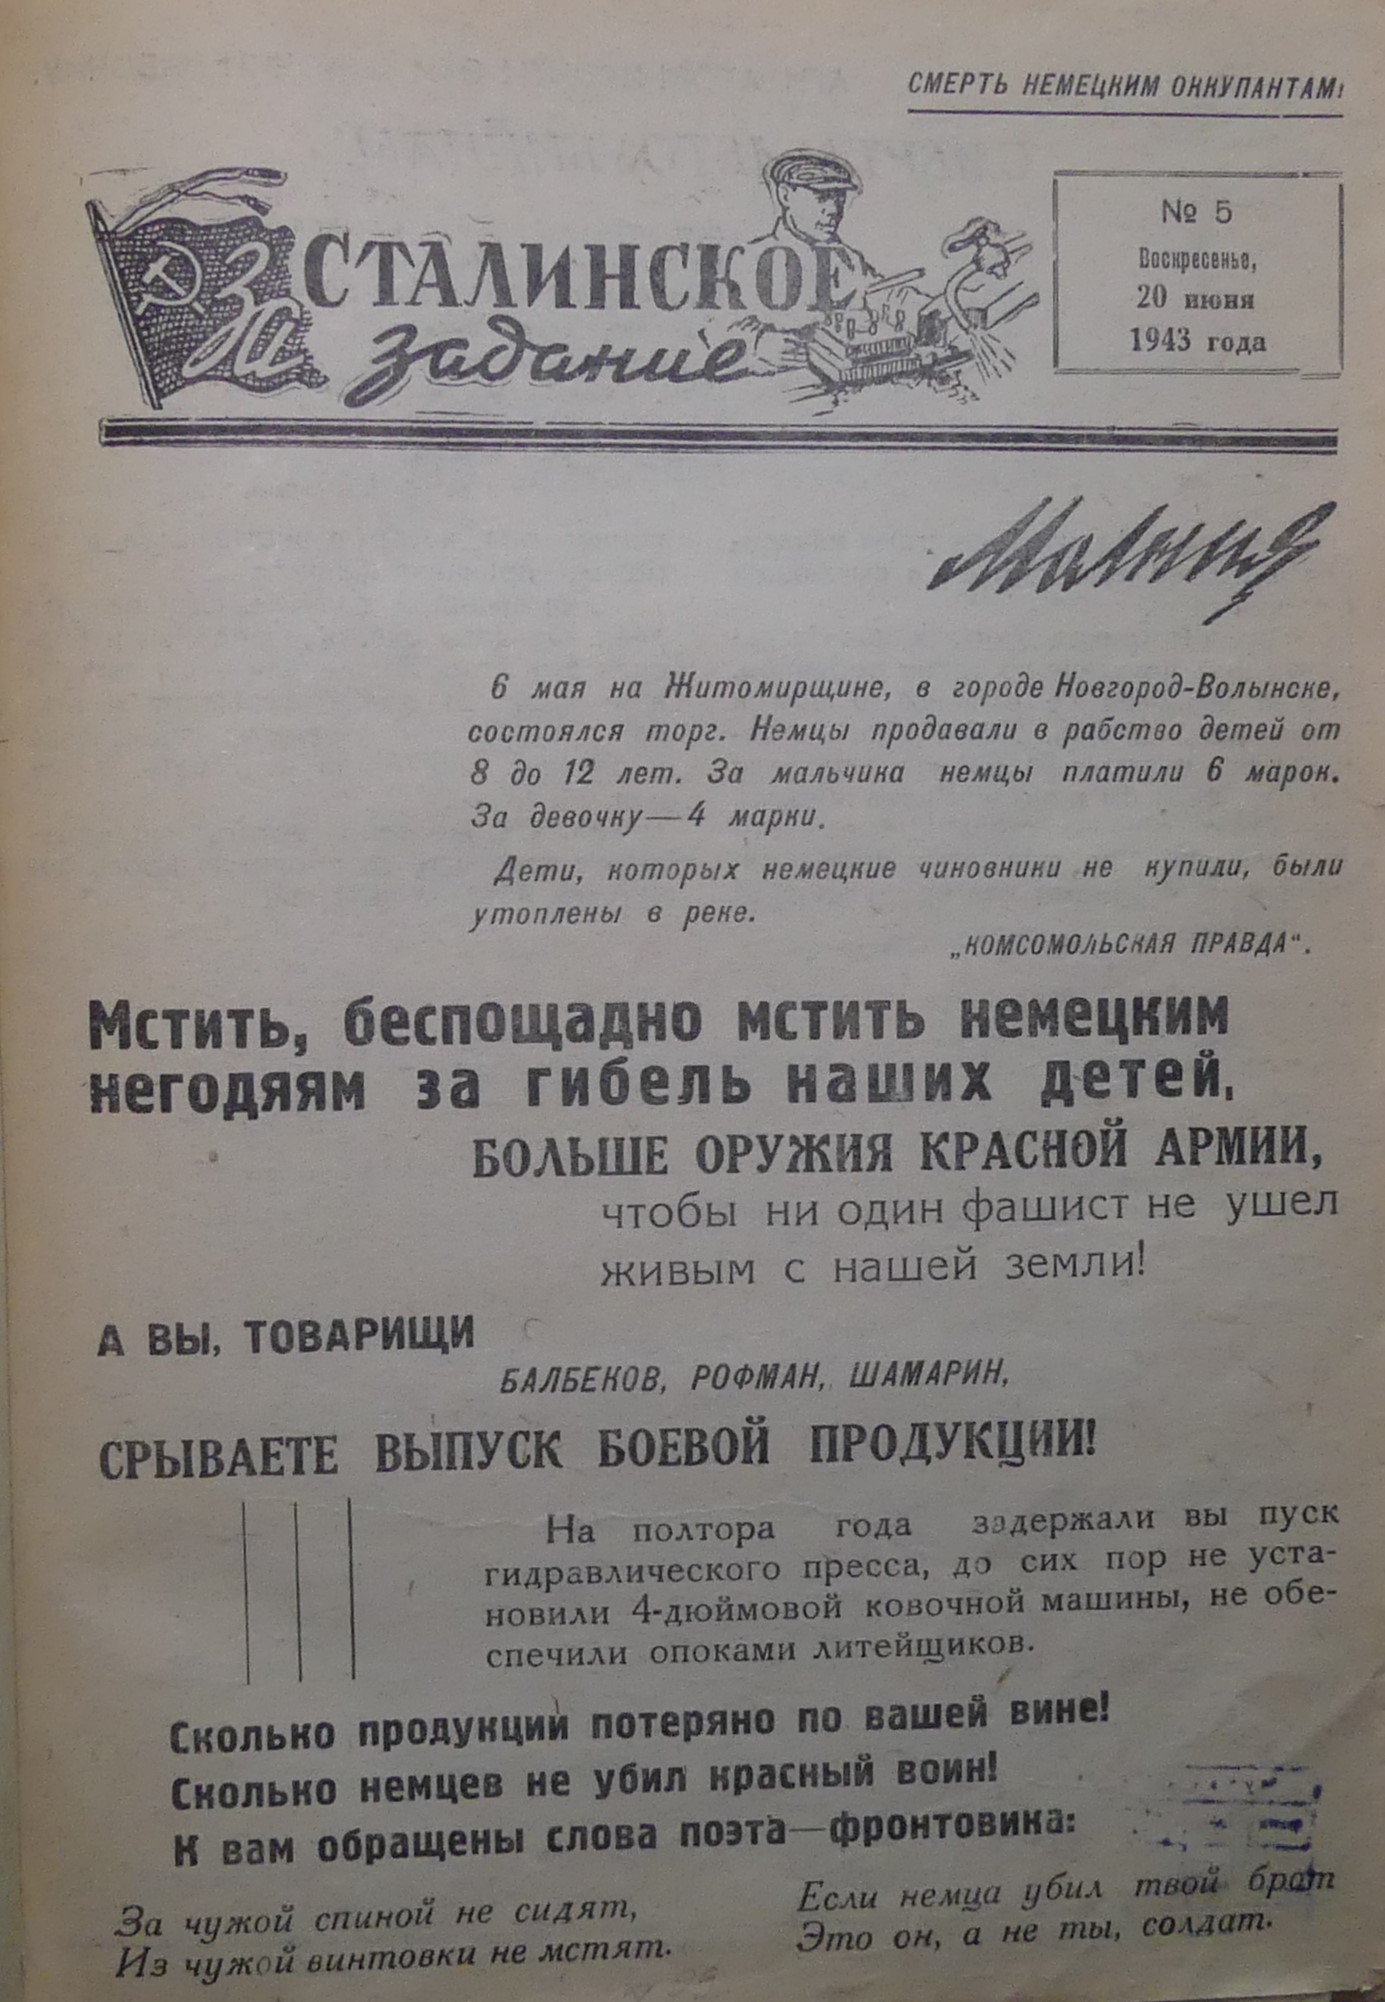 СМЕРТЬ НЕМЕЦКИМ ОККУПАНТАМ!
За СТАЛИНСКОЕ
задание
№ 5
Воскресенье,
20 июня
1943 года
Молния
6 мая на Житомирщине, в городе Новгород-Волынске,
состоялся торг. Немцы продавали в рабство детей от
8 до 12 лет. За мальчика немцы платили 6 марок.
За девочку—4 марки.
Дети, которых немецкие чиновники не купили, были
утоплены в реке.
„КОМСОМОЛЬСКАЯ ПРАВДА“.
Мстить, беспощадно мстить немецким
негодяям за гибель наших детей,
БОЛЬШЕ ОРУЖИЯ КРАСНОЙ АРМИИ,
чтобы ни один фашист не ушел
живым с нашей земли!
А ВЫ, ТОВАРИЩИ
БАЛБЕКОВ, РОФМАН, ШАМАРИН,
СРЫВАЕТЕ ВЫПУСК БОЕВОЙ ПРОДУКЦИИ!
На полтора года задержали вы пуск
гидравлического пресса, до сих пор не уста-
новили 4-дюймовой ковочной машины, не обе-
спечили опоками литейщиков.
Сколько продукции потеряно по вашей вине!
Сколько немцев не убил красный воин!
К вам обращены слова поэта—фронтовика:
За чужой спиной не сидят,
Из чужой винтовки не мстят.
Если немца убил твой брат
Это он, а не ты, солдат.